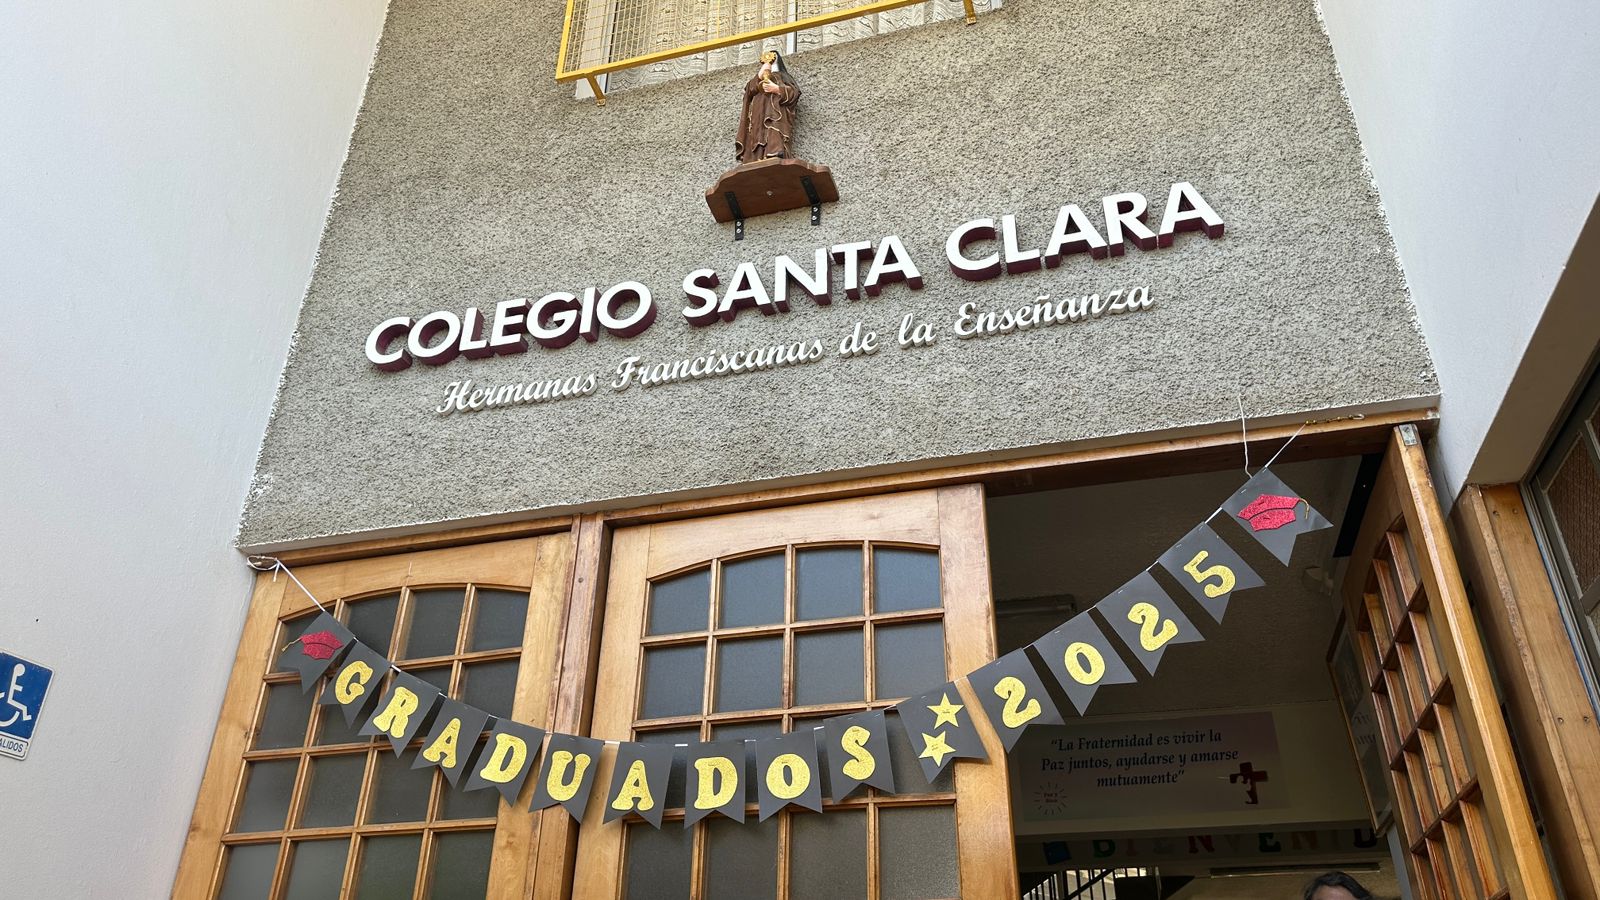 COLEGIO SANTA CLARA
Hermanas Franciscanas de la Enseñanza
GRADUADOS 2025
"La Fraternidad es vivir la
Paz juntos, ayudarse y amarse
mutuamente"
BIENVENID